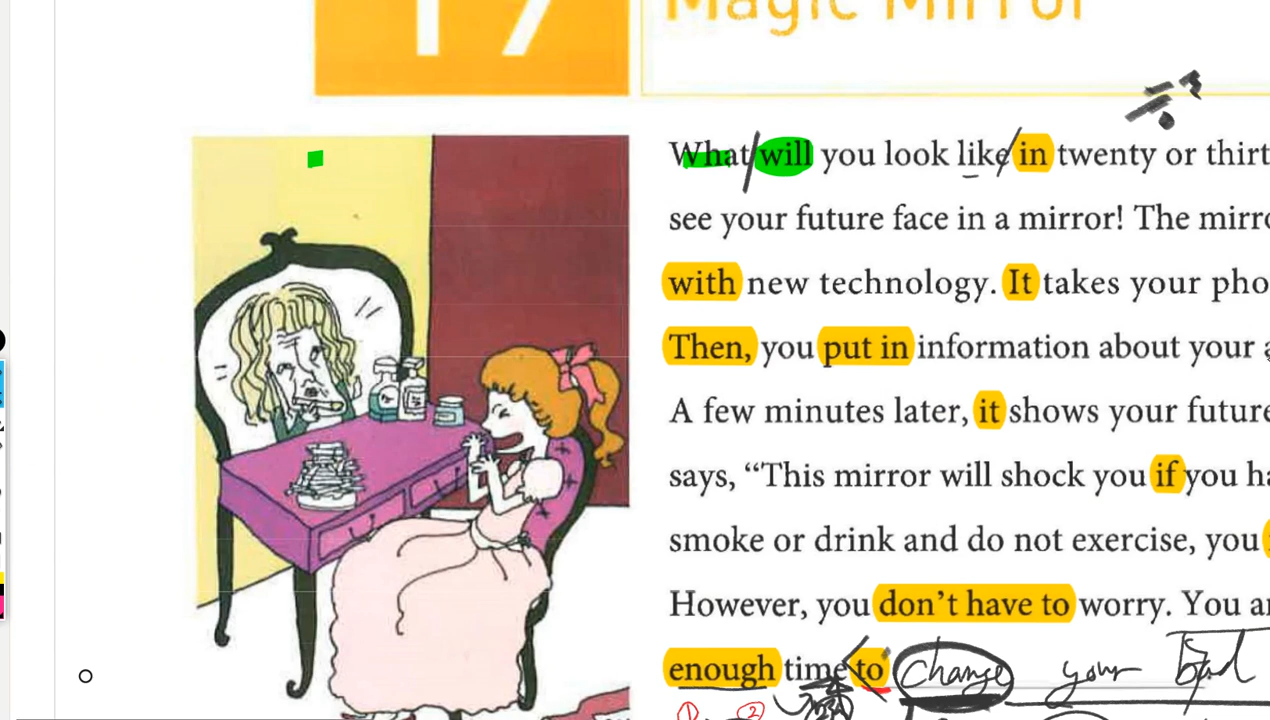 17
Magic Mirror
What will you look like in twenty or thirt
see your future face in a mirror! The mirro
with new technology. It takes your pho
Then, you put in information about your a
A few minutes later, it shows your future
says, “This mirror will shock you if you ha
smoke or drink and do not exercise, you
However, you don’t have to worry. You ar
enough time to change your bad
① ②